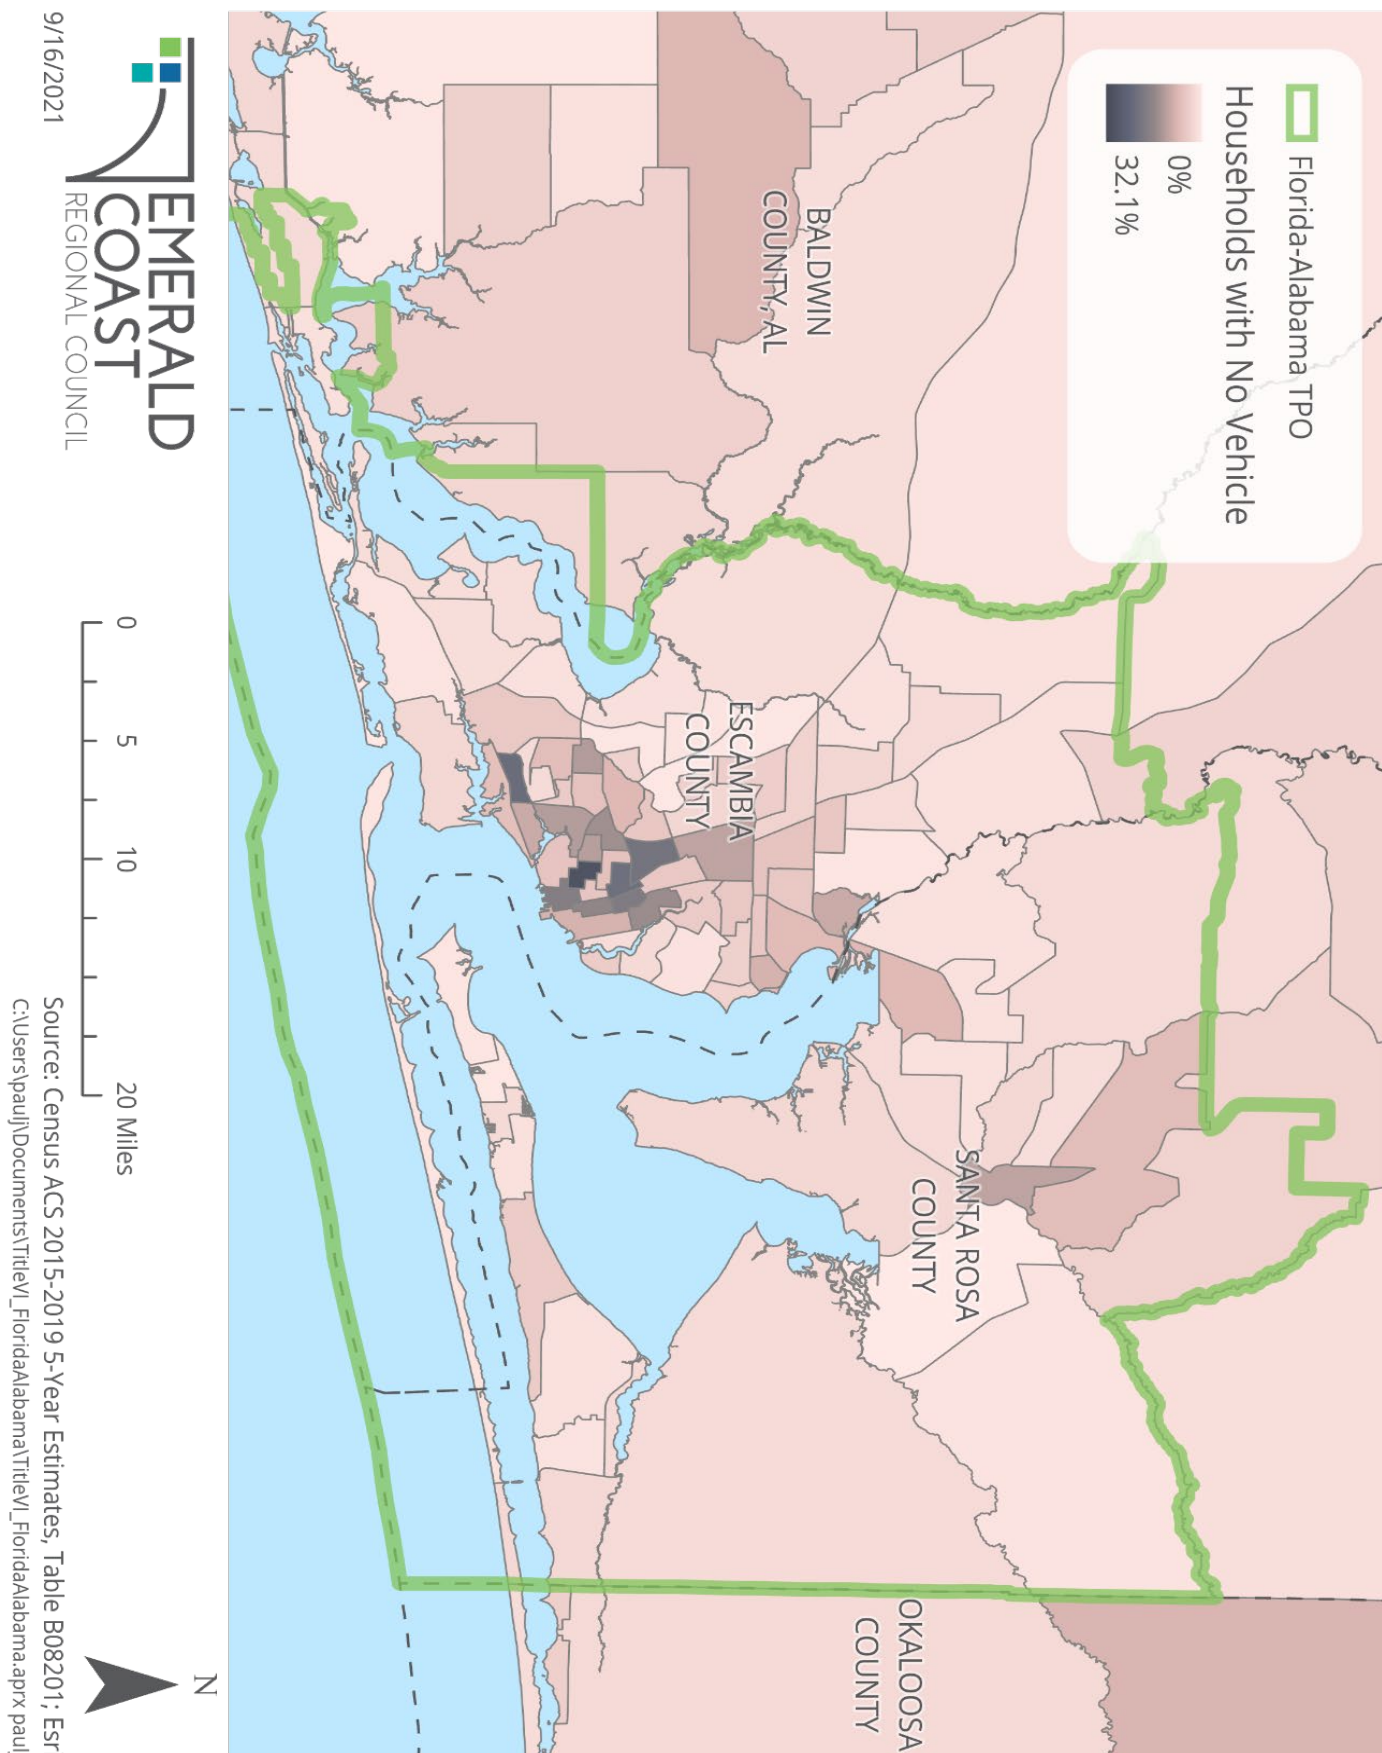 Florida-Alabama TPO
Households with No Vehicle
0%
32.1%
BALDWIN
COUNTY, AL
ESCAMBIA
COUNTY
SANTA ROSA
COUNTY
OKALOOSA
COUNTY
EMERALD
COAST
REGIONAL COUNCIL
9/16/2021
0
5
10
20 Miles
N
Source: Census ACS 2015-2019 5-Year Estimates, Table B08201; Esr
C:\Users\paulj\Documents\TitleVI_FloridaAlabama\TitleVI_FloridaAlabama.aprx paul